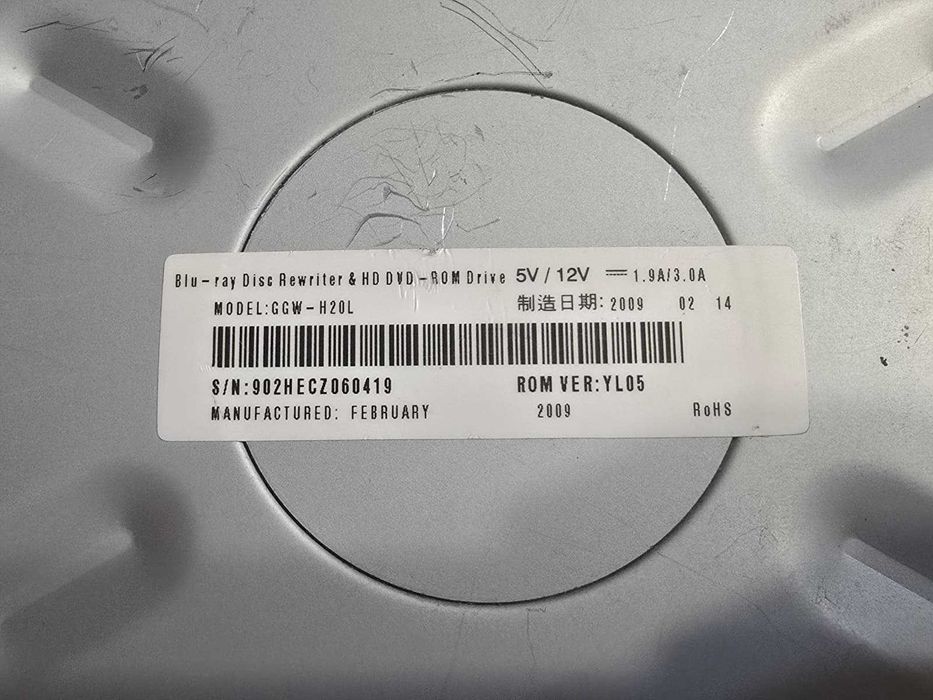 Blu-ray Disc Rewriter & HD DVD-ROM Drive 5V / 12V ⎓ 1.9A/3.0A
MODEL:GGW-H20L 制造日期: 2009 02 14
S/N:902HECZ060419 ROM VER:YL05
MANUFACTURED: FEBRUARY 2009 RoHS